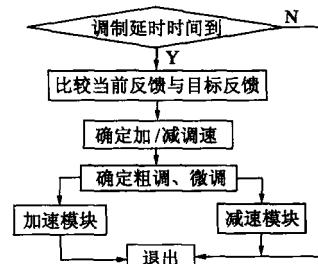 调制延时时间到
N
Y
比较当前反馈与目标反馈
确定加/减调速
确定粗调、微调
加速模块
减速模块
退出